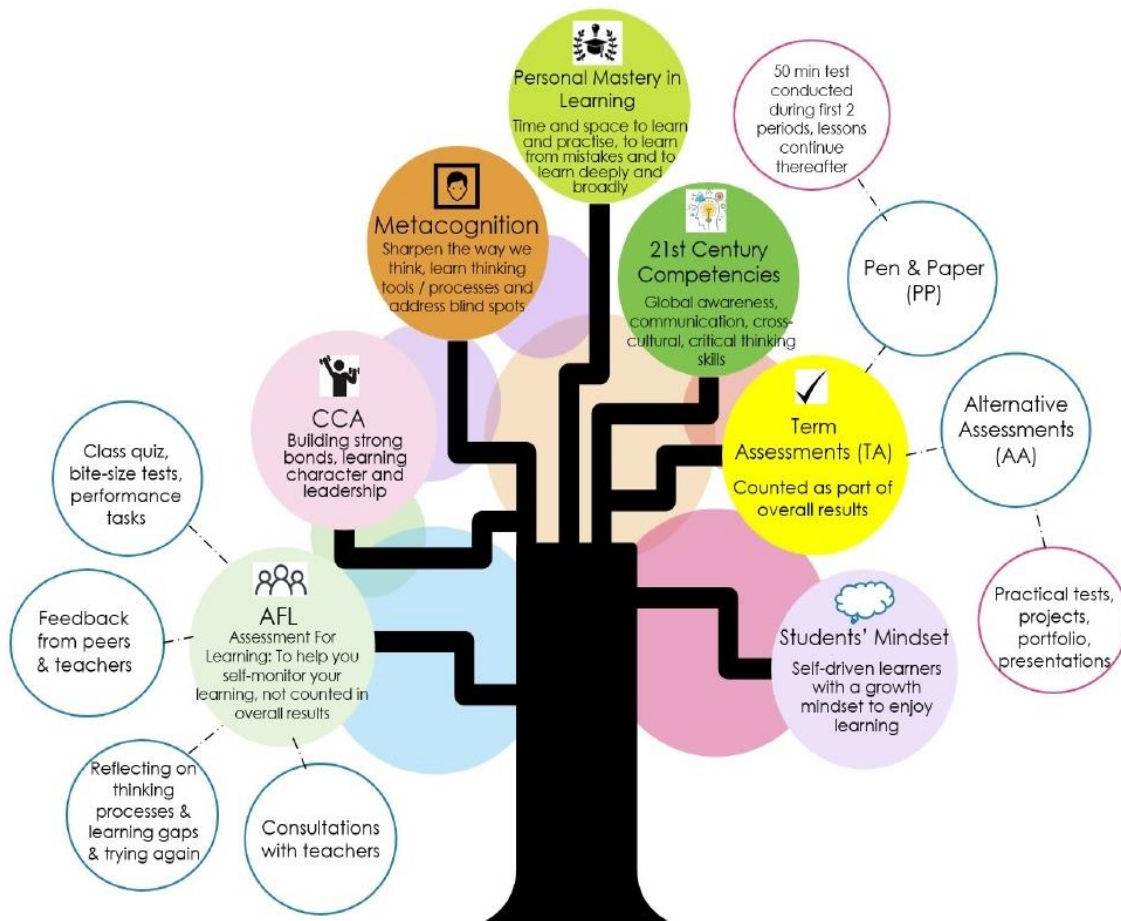 Personal Mastery in
Learning
Time and space to learn
and practise, to learn
from mistakes and to
learn deeply and
broadly
50 min test
conducted
during first 2
periods, lessons
continue
thereafter
Metacognition
Sharpen the way we
think, learn thinking
tools / processes and
address blind spots
21st Century
Competencies
Global awareness,
communication, cross-
cultural, critical thinking
skills
Pen & Paper
(PP)
CCA
Building strong
bonds, learning
character and
leadership
Term
Assessments (TA)
Counted as part of
overall results
Alternative
Assessments
(AA)
Class quiz,
bite-size tests,
performance
tasks
Feedback
from peers
& teachers
AFL
Assessment For
Learning: To help you
self-monitor your
learning, not counted in
overall results
Students' Mindset
Self-driven learners
with a growth
mindset to enjoy
learning
Practical tests,
projects,
portfolio,
presentations
Reflecting on
thinking
processes &
learning gaps
& trying again
Consultations
with teachers